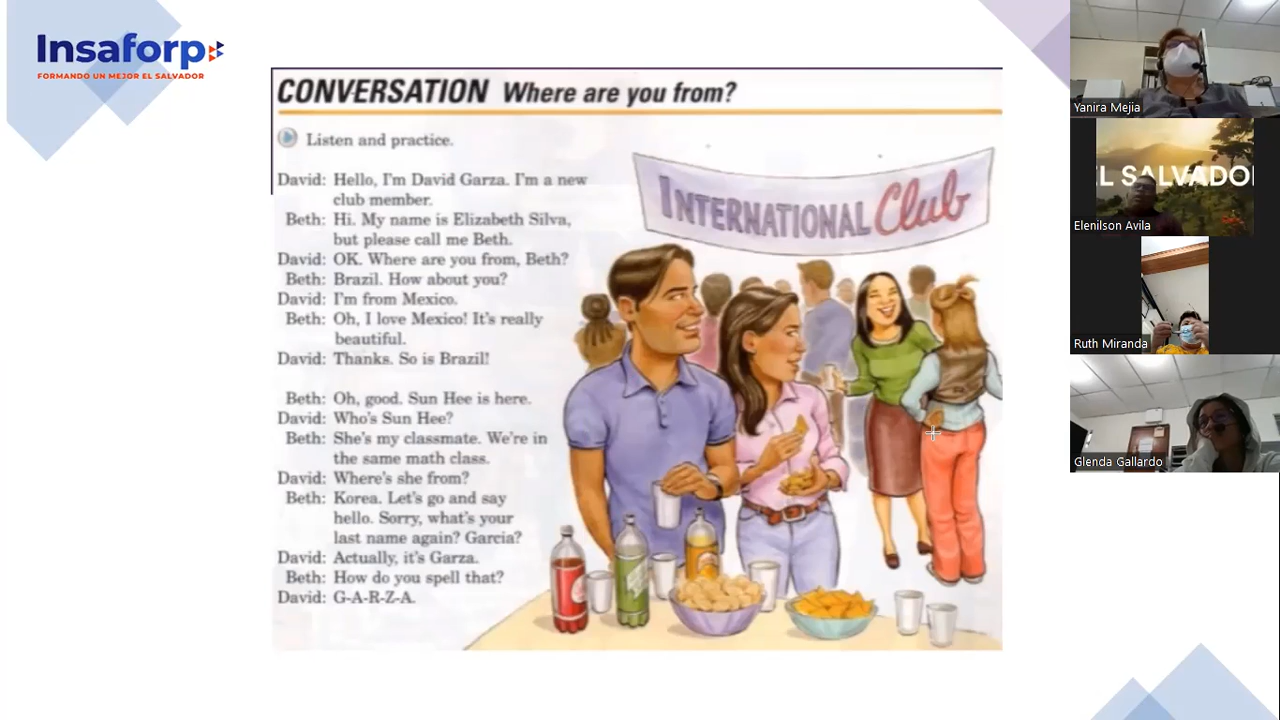 Insaforp
FORMANDO UN MEJOR EL SALVADOR
CONVERSATION Where are you from?
Listen and practice.
David: Hello, I'm David Garza. I'm a new
club member.
Beth: Hi. My name is Elizabeth Silva,
but please call me Beth.
David: OK. Where are you from, Beth?
Beth: Brazil. How about you?
David: I'm from Mexico.
Beth: Oh, I love Mexico! It's really
beautiful.
David: Thanks. So is Brazil!
Beth: Oh, good. Sun Hee is here.
David: Who's Sun Hee?
Beth: She's my classmate. We're in
the same math class.
David: Where's she from?
Beth: Korea. Let's go and say
hello. Sorry, what's your
last name again? Garcia?
David: Actually, it's Garza.
Beth: How do you spell that?
David: G-A-R-Z-A.
INTERNATIONAL Club
Yanira Mejia
EL SALVADOR
Elenilson Avila
Ruth Miranda
Glenda Gallardo